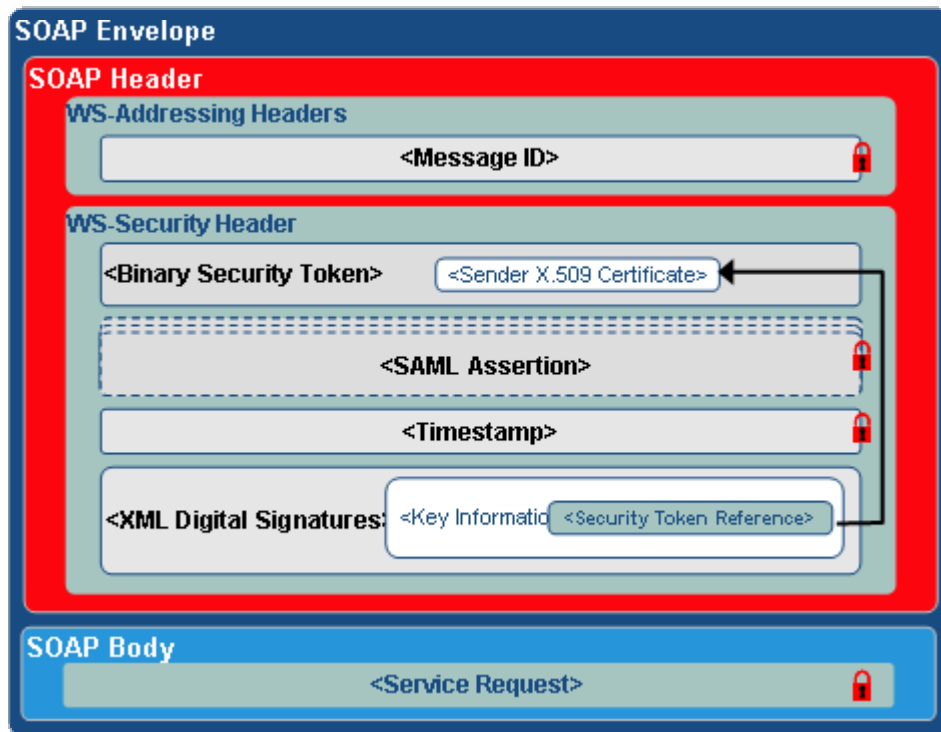 SOAP Envelope
SOAP Header
WS-Addressing Headers
<Message ID>
WS-Security Header
<Binary Security Token> <Sender X.509 Certificate>
<SAML Assertion>
<Timestamp>
<XML Digital Signatures> <Key Informatio <Security Token Reference>
SOAP Body
<Service Request>